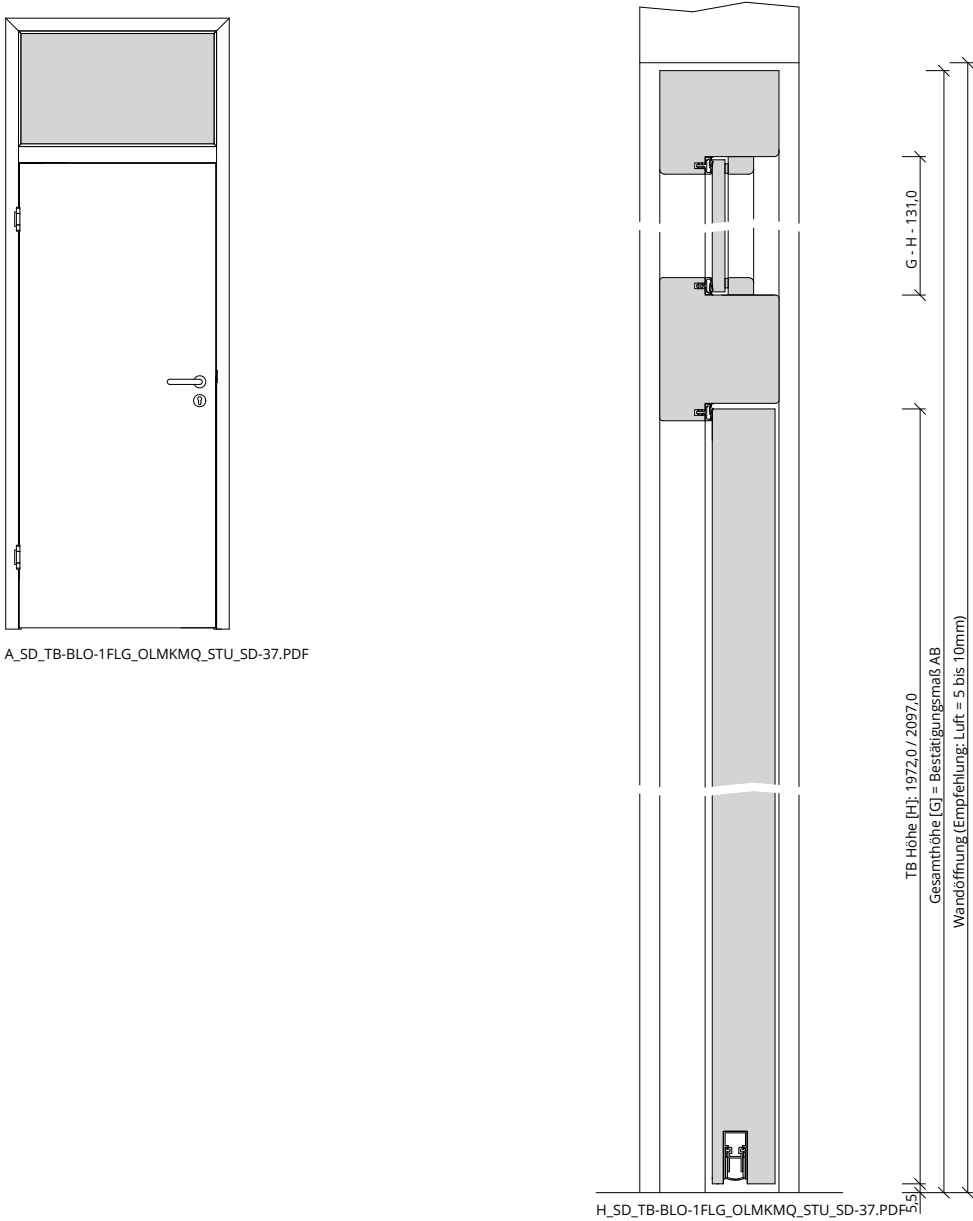 A_SD_TB-BLO-1FLG_OLMKMQ_STU_SD-37.PDF
G - H - 131,0
TB Höhe [H]: 1972,0 / 2097,0
Gesamthöhe [G] = Bestätigungsmaß AB
Wandöffnung (Empfehlung: Luft = 5 bis 10mm)
5,5
H_SD_TB-BLO-1FLG_OLMKMQ_STU_SD-37.PDF